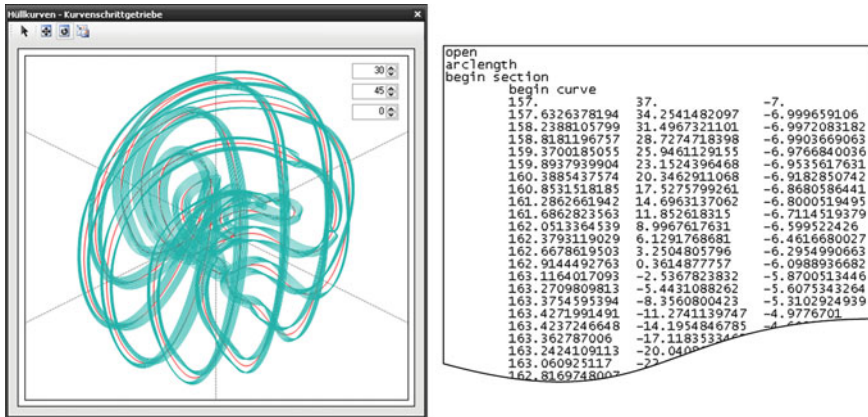 Hüllkurven - Kurvenschrittgetriebe
30
45
0
open
arclength
begin section
begin curve
157. 37. -7.
157.6326378194 34.2541482097 -6.999659106
158.2388105799 31.4967321101 -6.9972083182
158.8181196757 28.7274718398 -6.9903669063
159.3700185055 25.9461129155 -6.9766840036
159.8937939904 23.1524396468 -6.9535617631
160.3885437574 20.3462911068 -6.9182850742
160.8531518185 17.5275799261 -6.8680586441
161.2862661942 14.6963137062 -6.8000519495
161.6862823563 11.852618315 -6.7114519379
162.0513364539 8.9967617631 -6.599522426
162.3793119029 6.1291768681 -6.4616680027
162.6678619503 3.2504805796 -6.2954990663
162.9144492763 0.3614877757 -6.0988936682
163.1164017093 -2.5367823832 -5.8700513446
163.2709809813 -5.4431088262 -5.6075343264
163.3754595394 -8.3560800423 -5.3102924939
163.4271991491 -11.2741139747 -4.9776701
163.4237246648 -14.1954846785
163.362787006
163.2424109113
163.060925117
162.8169748007